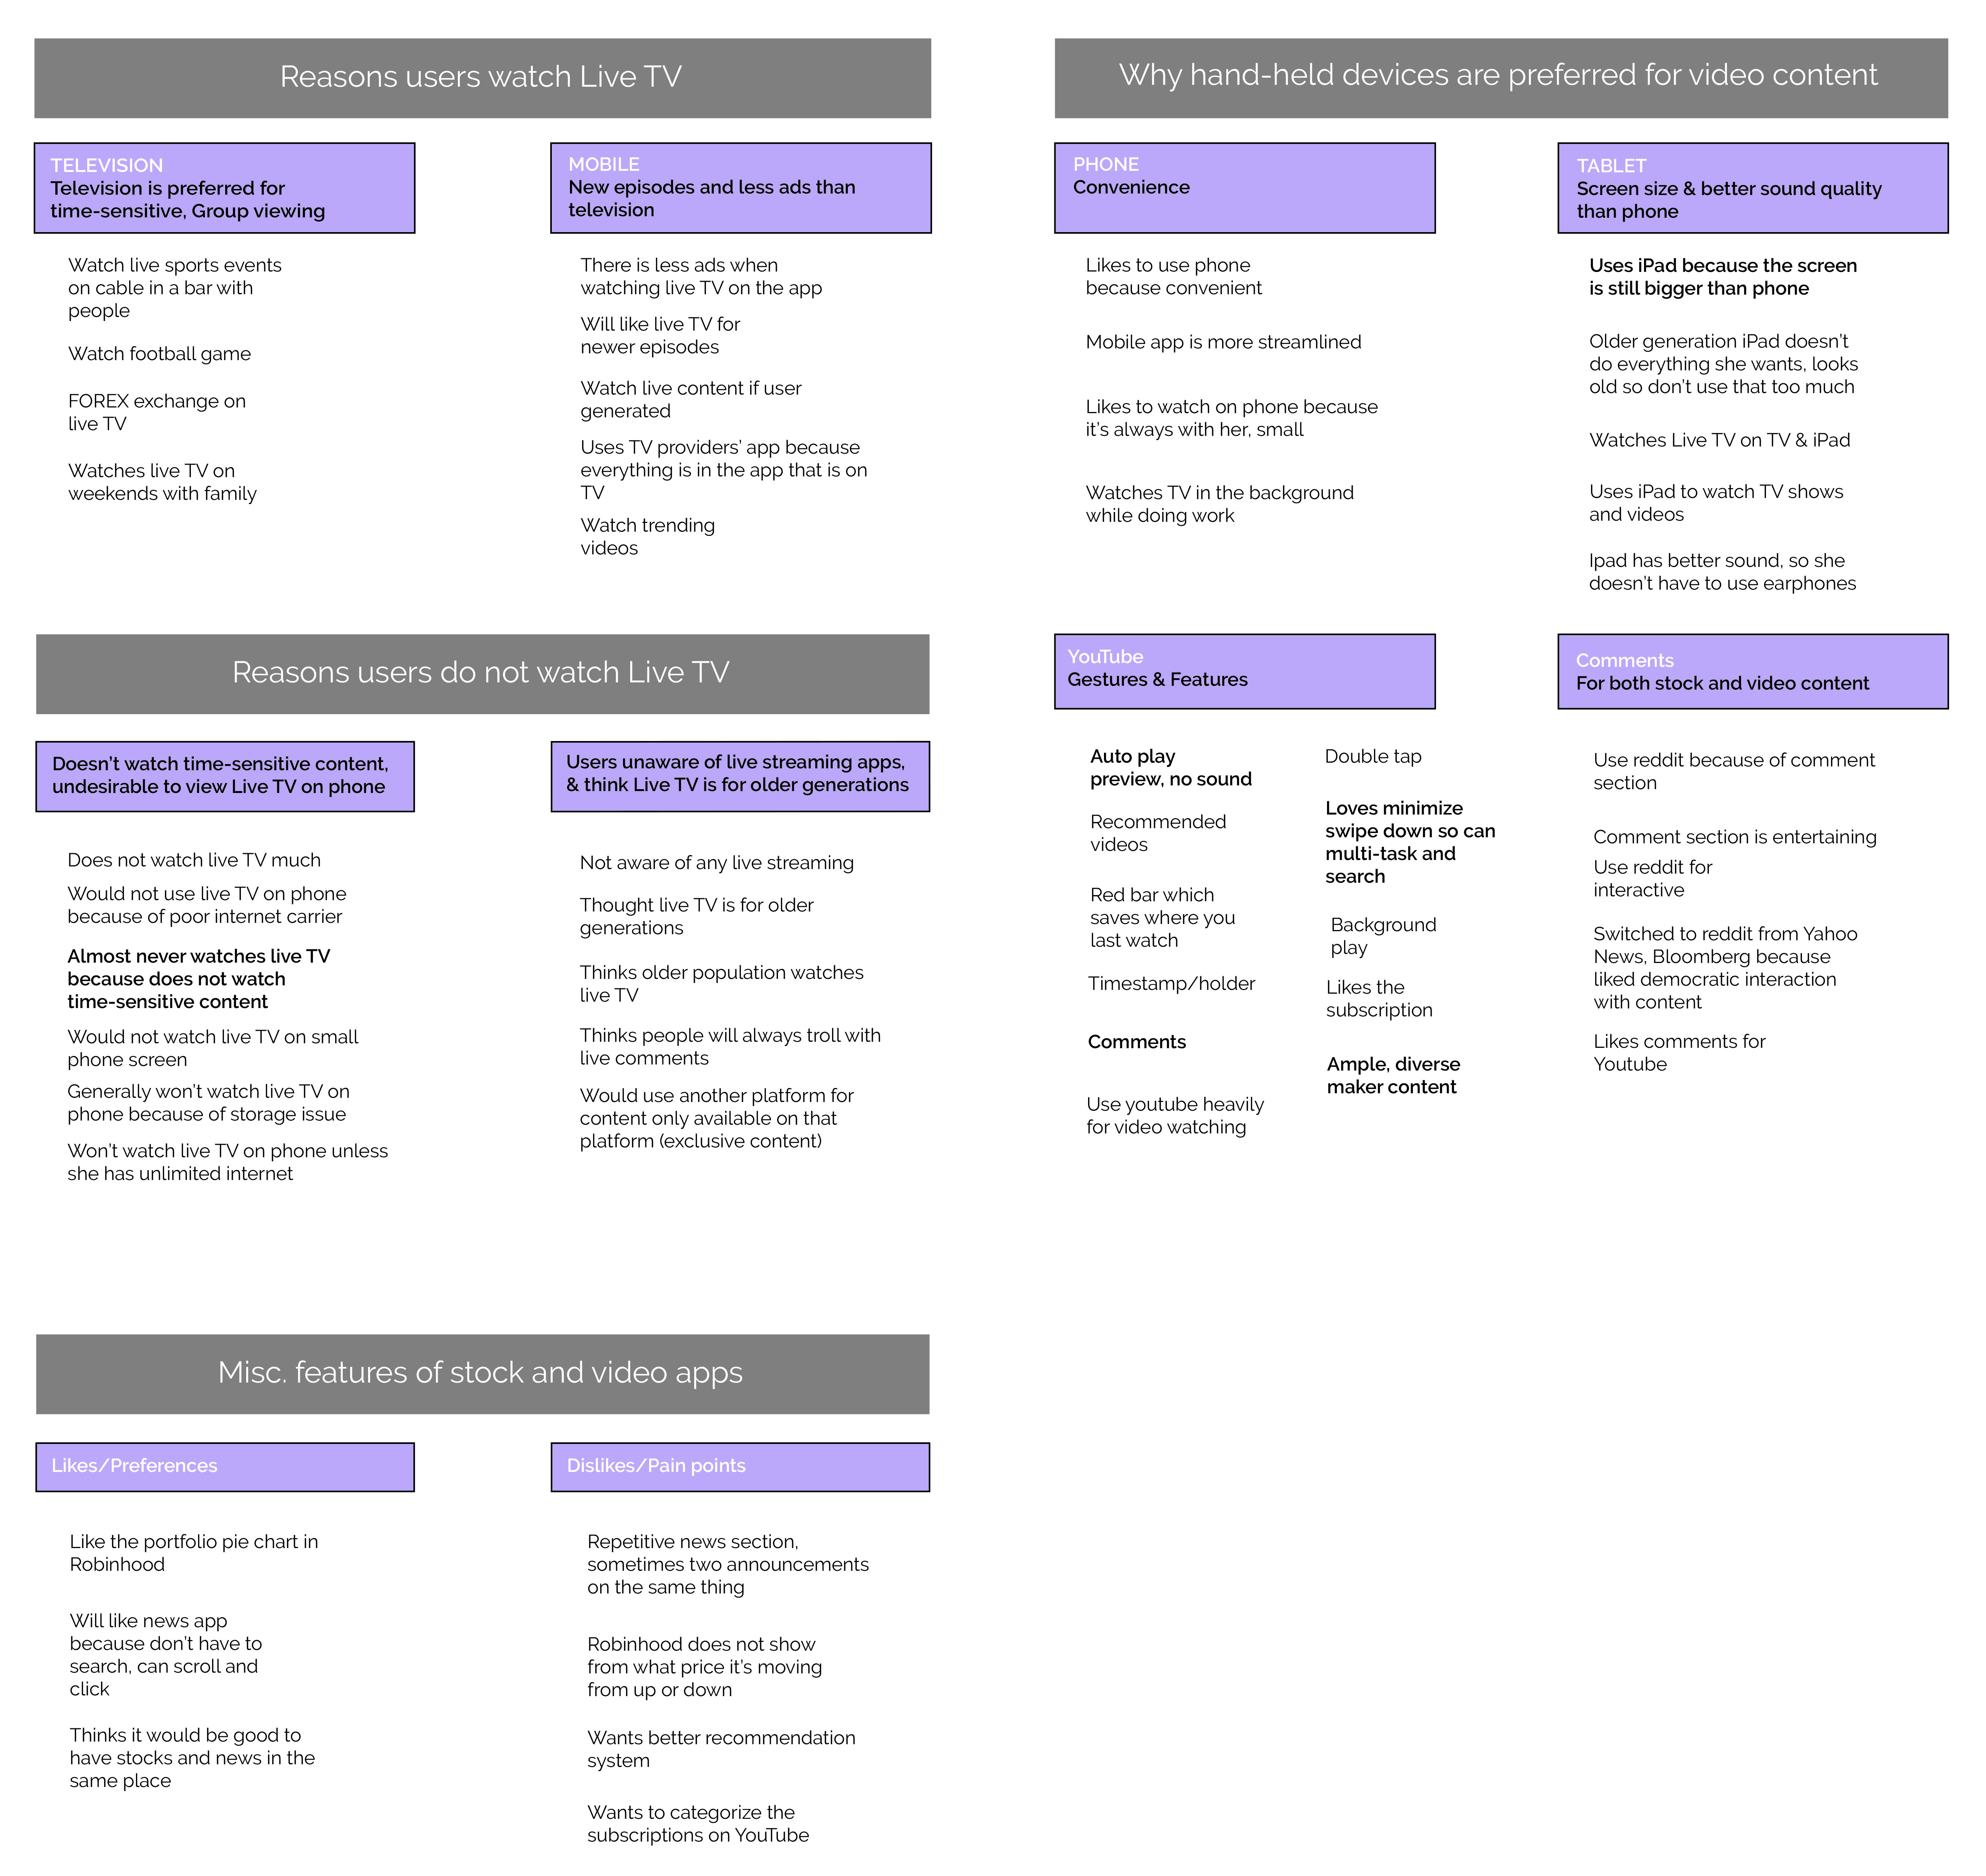 Reasons users watch Live TV
TELEVISION
Television is preferred for
time-sensitive, Group viewing
Watch live sports events
on cable in a bar with
people
Watch football game
FOREX exchange on
live TV
Watches live TV on
weekends with family
MOBILE
New episodes and less ads than
television
There is less ads when
watching live TV on the app
Will like live TV for
newer episodes
Watch live content if user
generated
Uses TV providers' app because
everything is in the app that is on
TV
Watch trending
videos
Why hand-held devices are preferred for video content
PHONE
Convenience
Likes to use phone
because convenient
Mobile app is more streamlined
Likes to watch on phone because
it's always with her, small
Watches TV in the background
while doing work
TABLET
Screen size & better sound quality
than phone
Uses iPad because the screen
is still bigger than phone
Older generation iPad doesn't
do everything she wants, looks
old so don't use that too much
Watches Live TV on TV & iPad
Uses iPad to watch TV shows
and videos
Ipad has better sound, so she
doesn't have to use earphones
Reasons users do not watch Live TV
Doesn't watch time-sensitive content,
undesirable to view Live TV on phone
Does not watch live TV much
Would not use live TV on phone
because of poor internet carrier
Almost never watches live TV
because does not watch
time-sensitive content
Would not watch live TV on small
phone screen
Generally won't watch live TV on
phone because of storage issue
Won't watch live TV on phone unless
she has unlimited internet
Users unaware of live streaming apps,
& think Live TV is for older generations
Not aware of any live streaming
Thought live TV is for older
generations
Thinks older population watches
live TV
Thinks people will always troll with
live comments
Would use another platform for
content only available on that
platform (exclusive content)
YouTube
Gestures & Features
Auto play
preview, no sound
Recommended
videos
Red bar which
saves where you
last watch
Timestamp/holder
Comments
Use youtube heavily
for video watching
Double tap
Loves minimize
swipe down so can
multi-task and
search
Background
play
Likes the
subscription
Ample, diverse
maker content
Comments
For both stock and video content
Use reddit because of comment
section
Comment section is entertaining
Use reddit for
interactive
Switched to reddit from Yahoo
News, Bloomberg because
liked democratic interaction
with content
Likes comments for
Youtube
Misc. features of stock and video apps
Likes/Preferences
Like the portfolio pie chart in
Robinhood
Will like news app
because don't have to
search, can scroll and
click
Thinks it would be good to
have stocks and news in the
same place
Dislikes/Pain points
Repetitive news section,
sometimes two announcements
on the same thing
Robinhood does not show
from what price it's moving
from up or down
Wants better recommendation
system
Wants to categorize the
subscriptions on YouTube